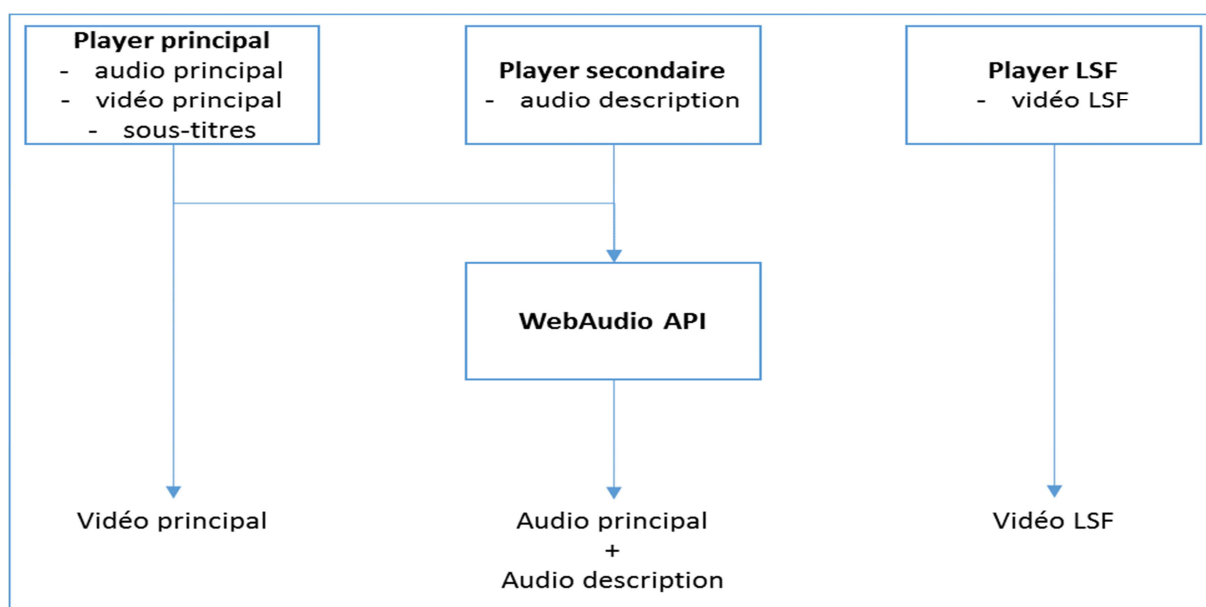 Player principal
- audio principal
- vidéo principal
- sous-titres
Player secondaire
- audio description
Player LSF
- vidéo LSF
WebAudio API
Vidéo principal
Audio principal
+
Audio description
Vidéo LSF